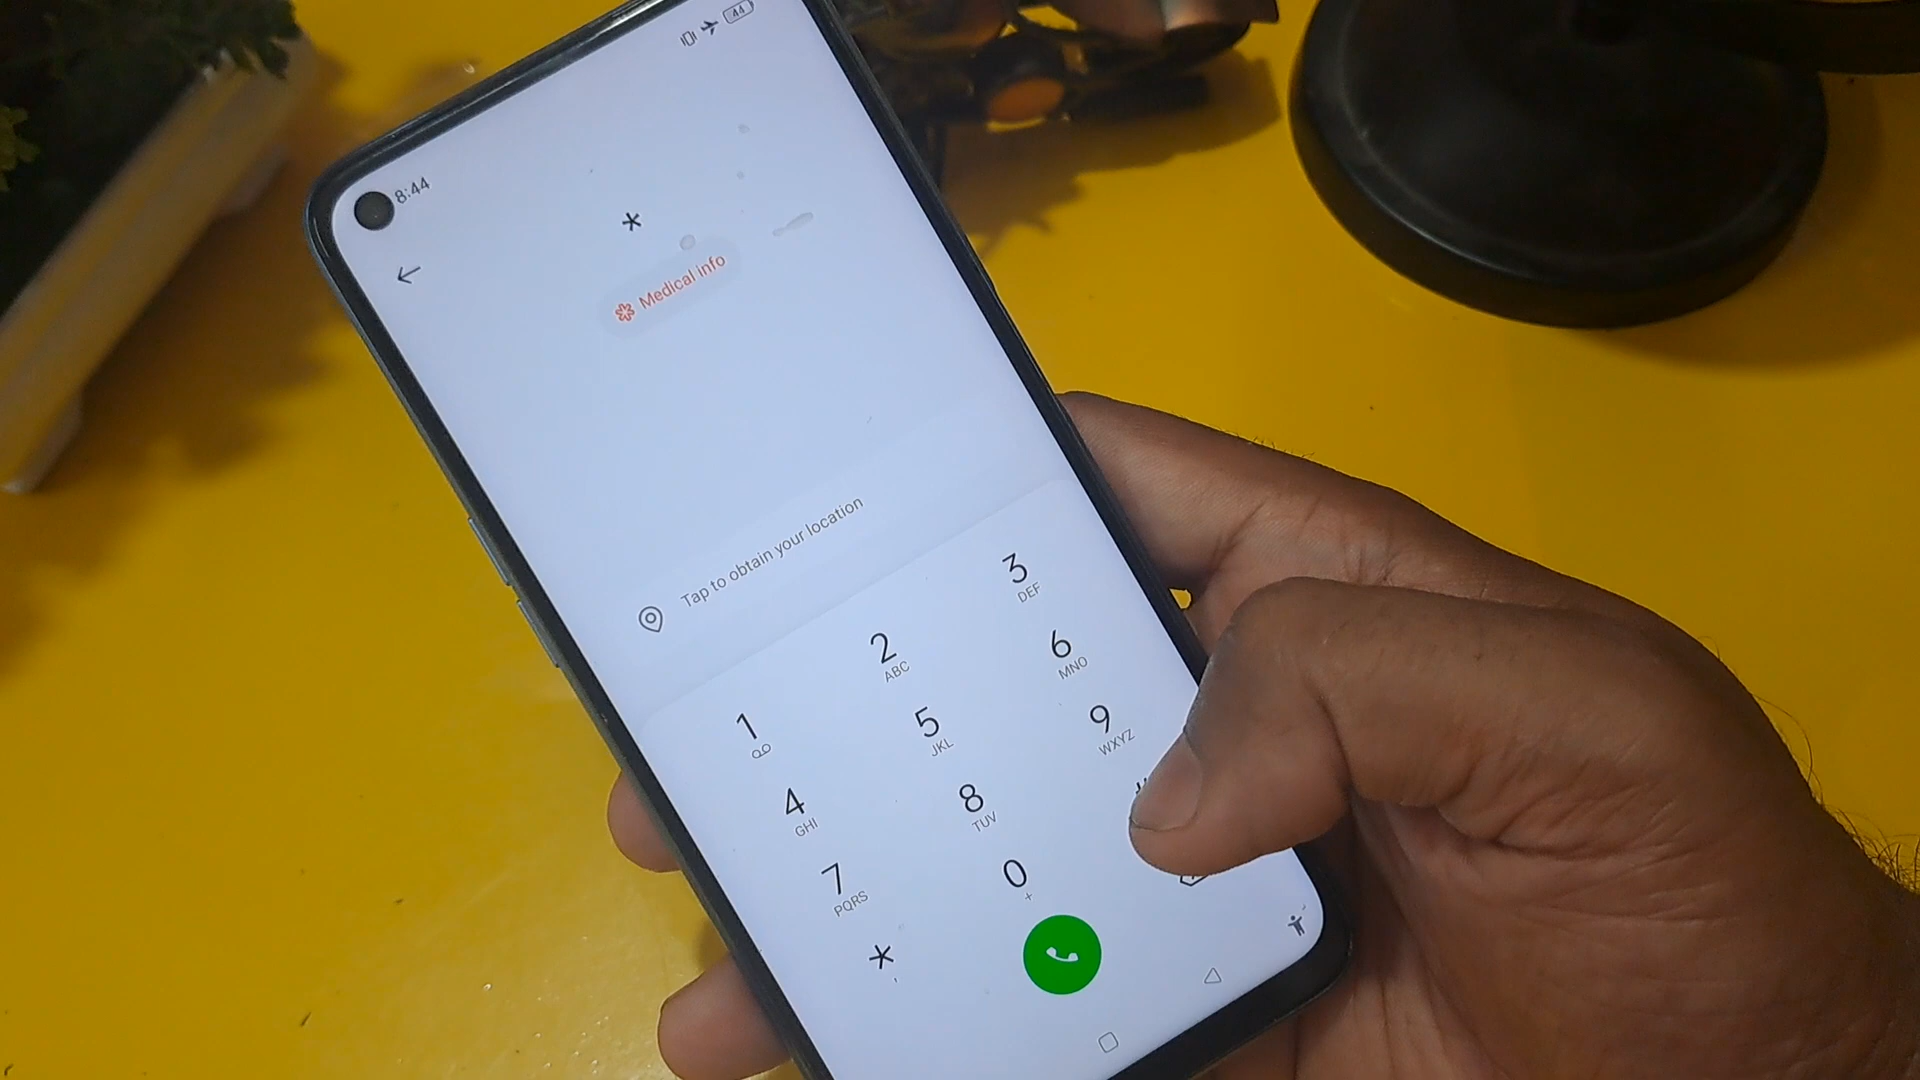 8:44
44
*
Medical info
Tap to obtain your location
1
2 ABC
3 DEF
4 GHI
5 JKL
6 MNO
7 PQRS
8 TUV
9 WXYZ
*
,
0 +